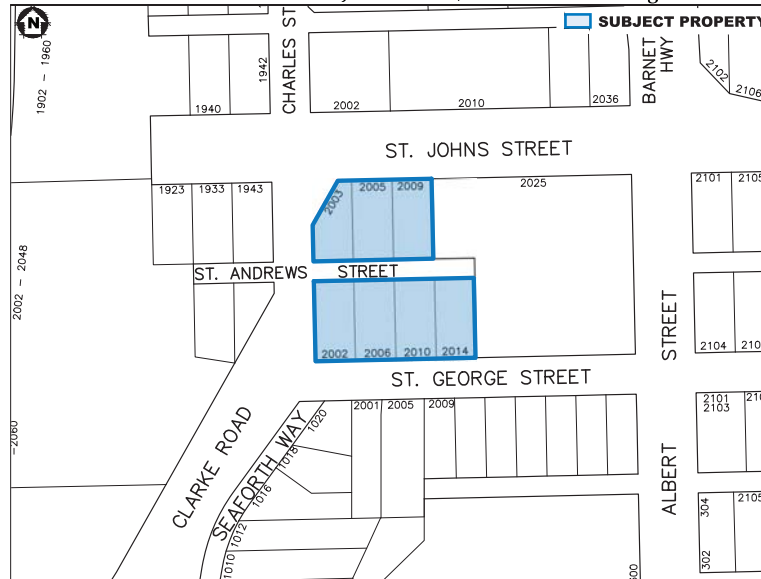 N
SUBJECT PROPERTY
1902 - 1960
1942
CHARLES ST
BARNET HWY
2102
2106
1940
2002
2010
2036
ST. JOHNS STREET
1923
1933
1943
2003
2005
2009
2025
2101
2105
2002 - 2048
ST. ANDREWS STREET
STREET
2002
2006
2010
2014
2104
ST. GEORGE STREET
2001
2005
2009
2101
2103
-2060
CLARKE ROAD
SEAFORTH WAY
1020
1018
1016
1012
1010
ALBERT
304
302
2105